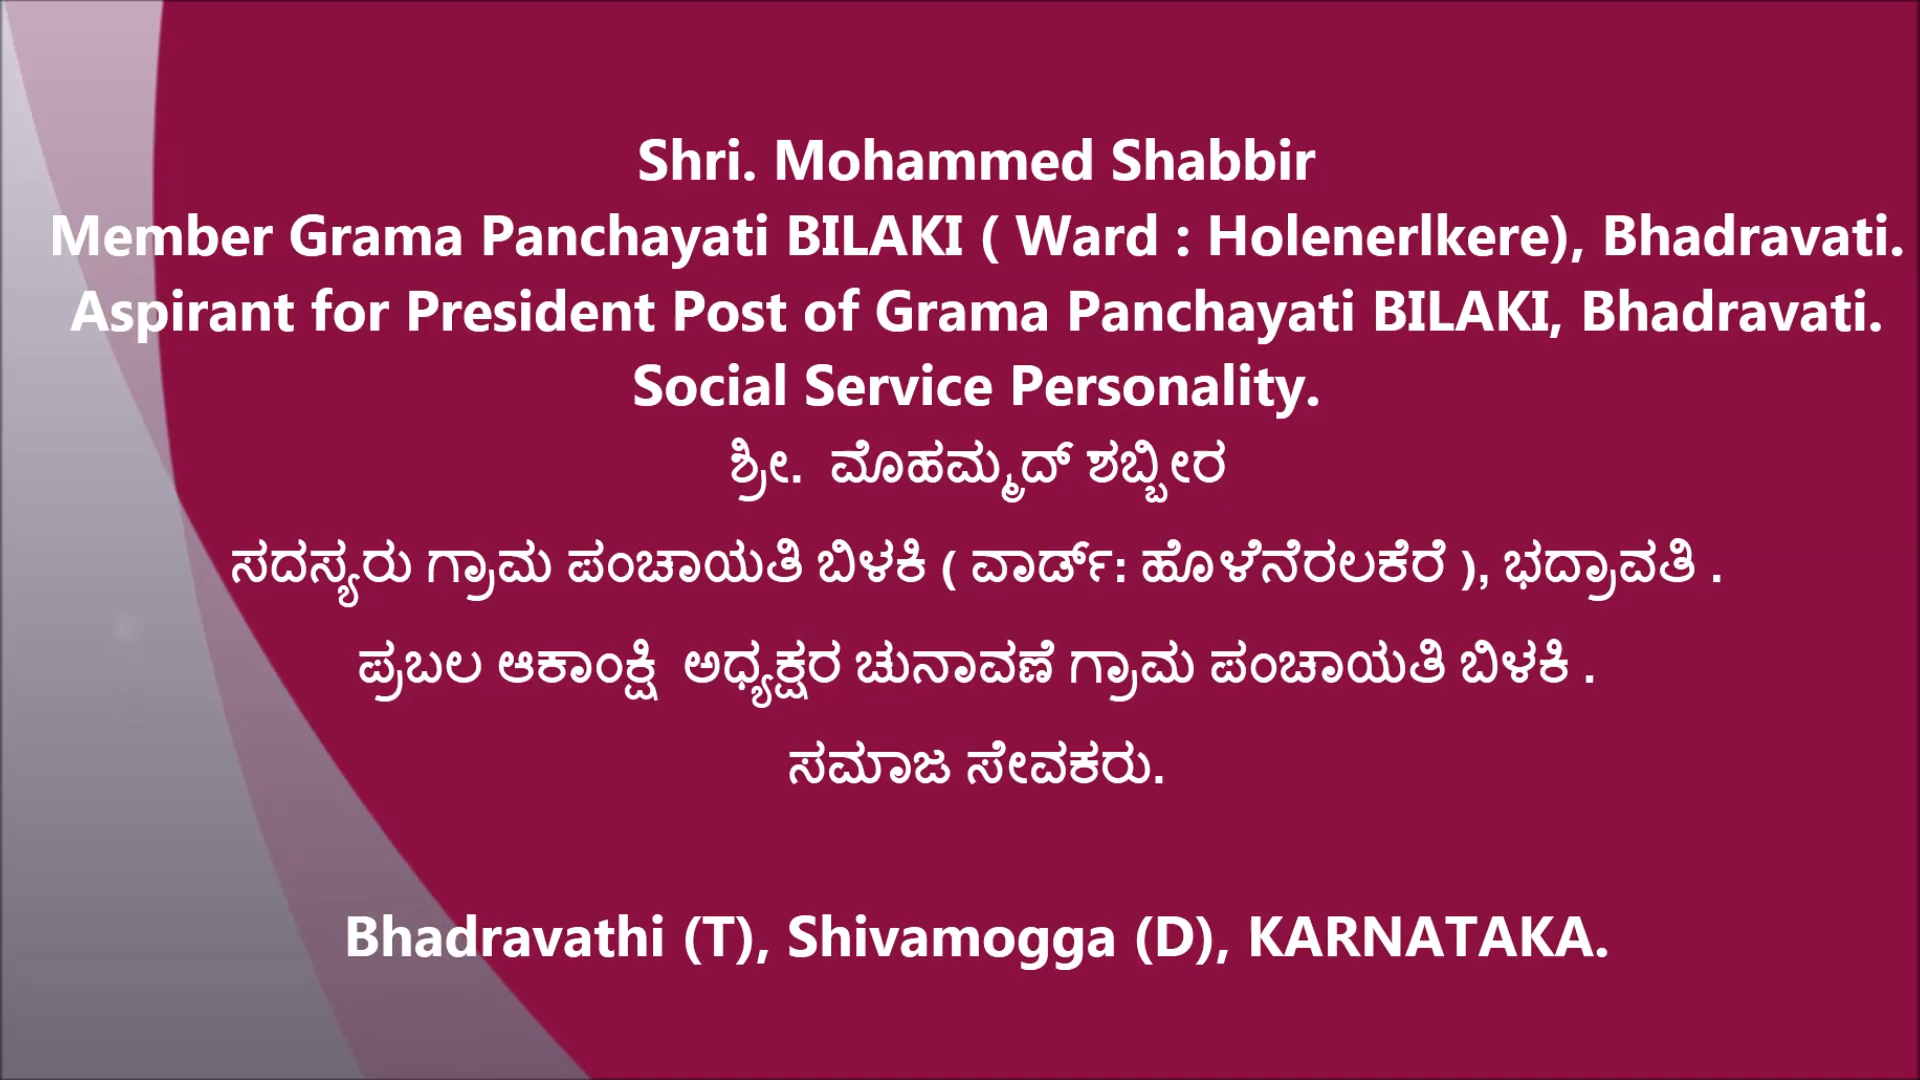 Shri. Mohammed Shabbir
Member Grama Panchayati BILAKI ( Ward : Holenerlkere), Bhadravati.
Aspirant for President Post of Grama Panchayati BILAKI, Bhadravati.
Social Service Personality.
ಶ್ರೀ. ಮೊಹಮ್ಮದ್ ಶಬ್ಬೀರ
ಸದಸ್ಯರು ಗ್ರಾಮ ಪಂಚಾಯತಿ ಬಿಳಕಿ ( ವಾರ್ಡ್: ಹೊಳೆನೆರಲಕೆರೆ ), ಭದ್ರಾವತಿ .
ಪ್ರಬಲ ಆಕಾಂಕ್ಷಿ ಅಧ್ಯಕ್ಷರ ಚುನಾವಣೆ ಗ್ರಾಮ ಪಂಚಾಯತಿ ಬಿಳಕಿ .
ಸಮಾಜ ಸೇವಕರು.
Bhadravathi (T), Shivamogga (D), KARNATAKA.